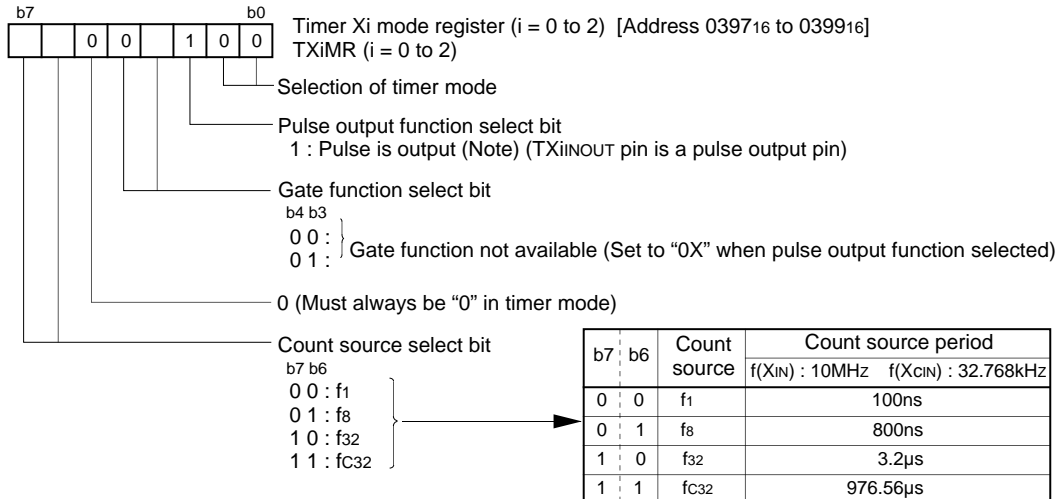 b7 b0
Timer Xi mode register (i = 0 to 2) [Address 039716 to 039916]
0 0 1 0 0
TXiMR (i = 0 to 2)
Selection of timer mode
Pulse output function select bit
1 : Pulse is output (Note) (TXiINOUT pin is a pulse output pin)
Gate function select bit
b4 b3
0 0 :
0 1 :
Gate function not available (Set to “0X” when pulse output function selected)
0 (Must always be “0” in timer mode)
Count source select bit
b7 b6
0 0 : f1
0 1 : f8
1 0 : f32
1 1 : fC32
b7 b6 Count source Count source period
f(XIN) : 10MHz f(XCIN) : 32.768kHz
0 0 f1 100ns
0 1 f8 800ns
1 0 f32 3.2µs
1 1 fC32 976.56µs